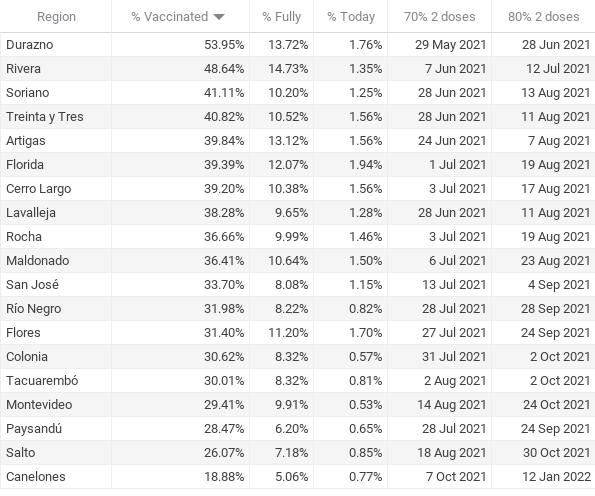 Region % Vaccinated % Fully % Today 70% 2 doses 80% 2 doses
Durazno 53.95% 13.72% 1.76% 29 May 2021 28 Jun 2021
Rivera 48.64% 14.73% 1.35% 7 Jun 2021 12 Jul 2021
Soriano 41.11% 10.20% 1.25% 28 Jun 2021 13 Aug 2021
Treinta y Tres 40.82% 10.52% 1.56% 28 Jun 2021 11 Aug 2021
Artigas 39.84% 13.12% 1.56% 24 Jun 2021 7 Aug 2021
Florida 39.39% 12.07% 1.94% 1 Jul 2021 19 Aug 2021
Cerro Largo 39.20% 10.38% 1.56% 3 Jul 2021 17 Aug 2021
Lavalleja 38.28% 9.65% 1.28% 28 Jun 2021 11 Aug 2021
Rocha 36.66% 9.99% 1.46% 3 Jul 2021 19 Aug 2021
Maldonado 36.41% 10.64% 1.50% 6 Jul 2021 23 Aug 2021
San José 33.70% 8.08% 1.15% 13 Jul 2021 4 Sep 2021
Río Negro 31.98% 8.22% 0.82% 28 Jul 2021 28 Sep 2021
Flores 31.40% 11.20% 1.70% 27 Jul 2021 24 Sep 2021
Colonia 30.62% 8.32% 0.57% 31 Jul 2021 2 Oct 2021
Tacuarembó 30.01% 8.32% 0.81% 2 Aug 2021 2 Oct 2021
Montevideo 29.41% 9.91% 0.53% 14 Aug 2021 24 Oct 2021
Paysandú 28.47% 6.20% 0.65% 28 Jul 2021 24 Sep 2021
Salto 26.07% 7.18% 0.85% 18 Aug 2021 30 Oct 2021
Canelones 18.88% 5.06% 0.77% 7 Oct 2021 12 Jan 2022